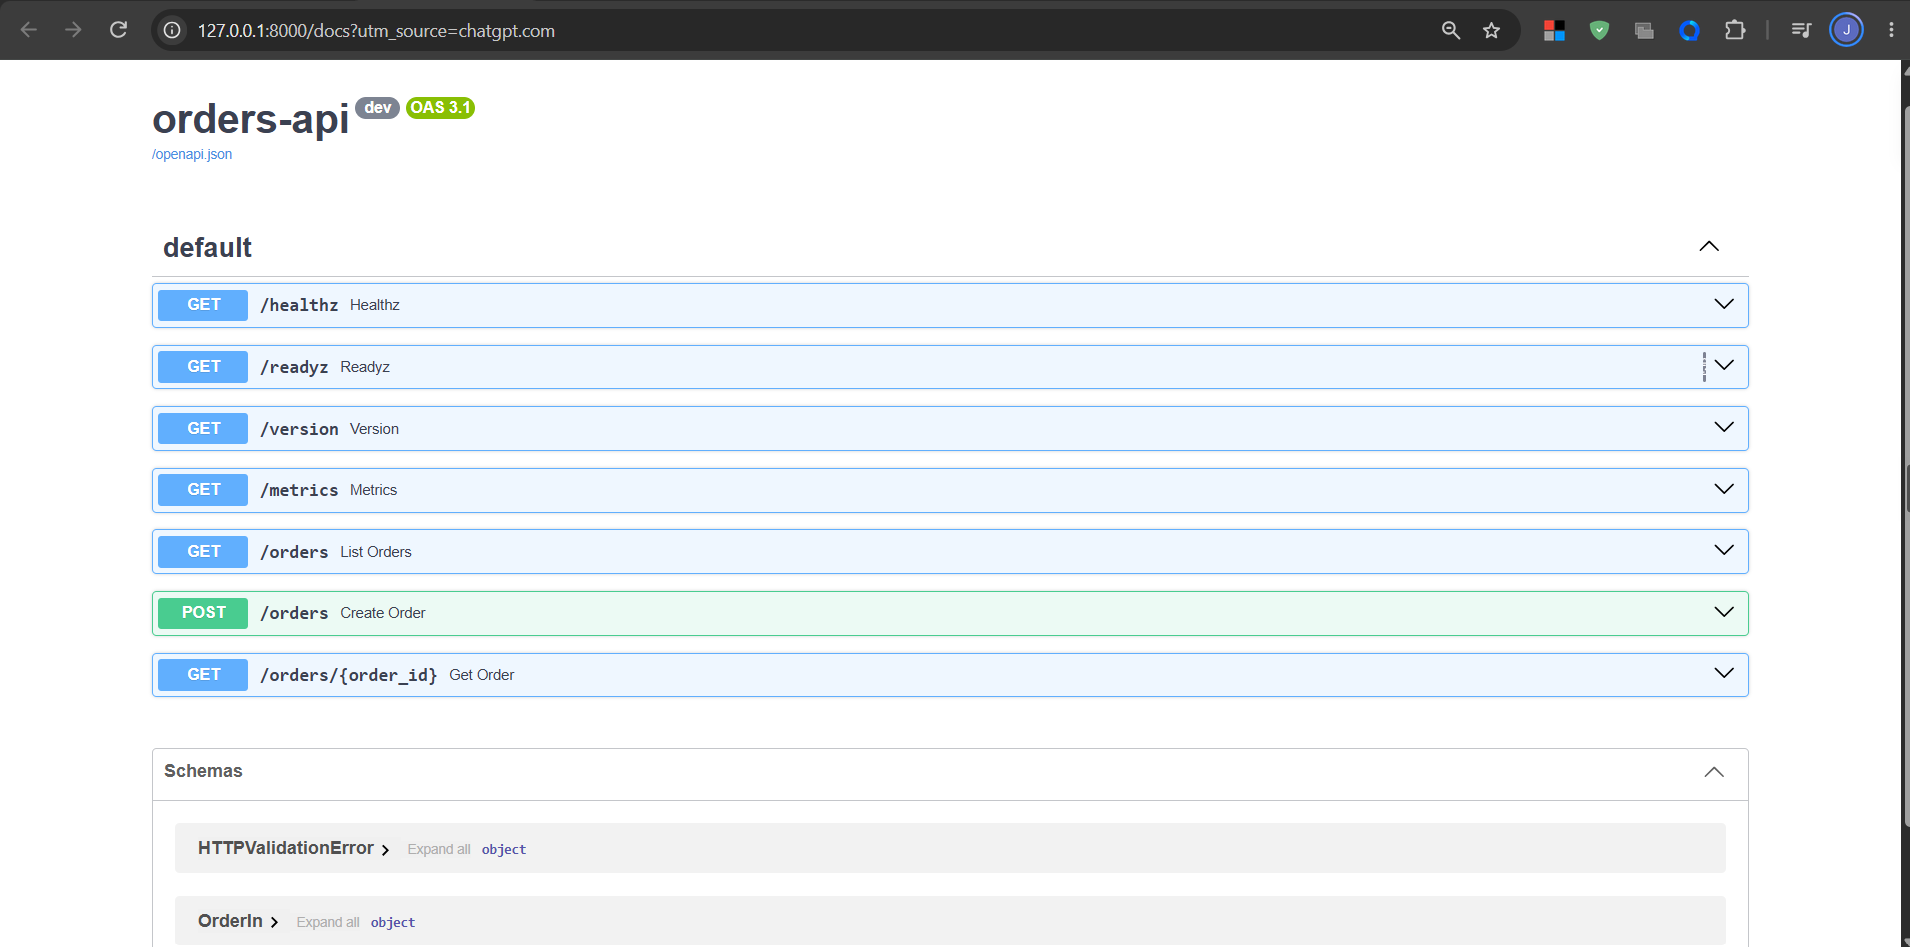 127.0.0.1:8000/docs?utm_source=chatgpt.com
J
orders-api dev OAS 3.1
/openapi.json
default
GET /healthz Healthz
GET /readyz Readyz
GET /version Version
GET /metrics Metrics
GET /orders List Orders
POST /orders Create Order
GET /orders/{order_id} Get Order
Schemas
HTTPValidationError Expand all object
OrderIn Expand all object